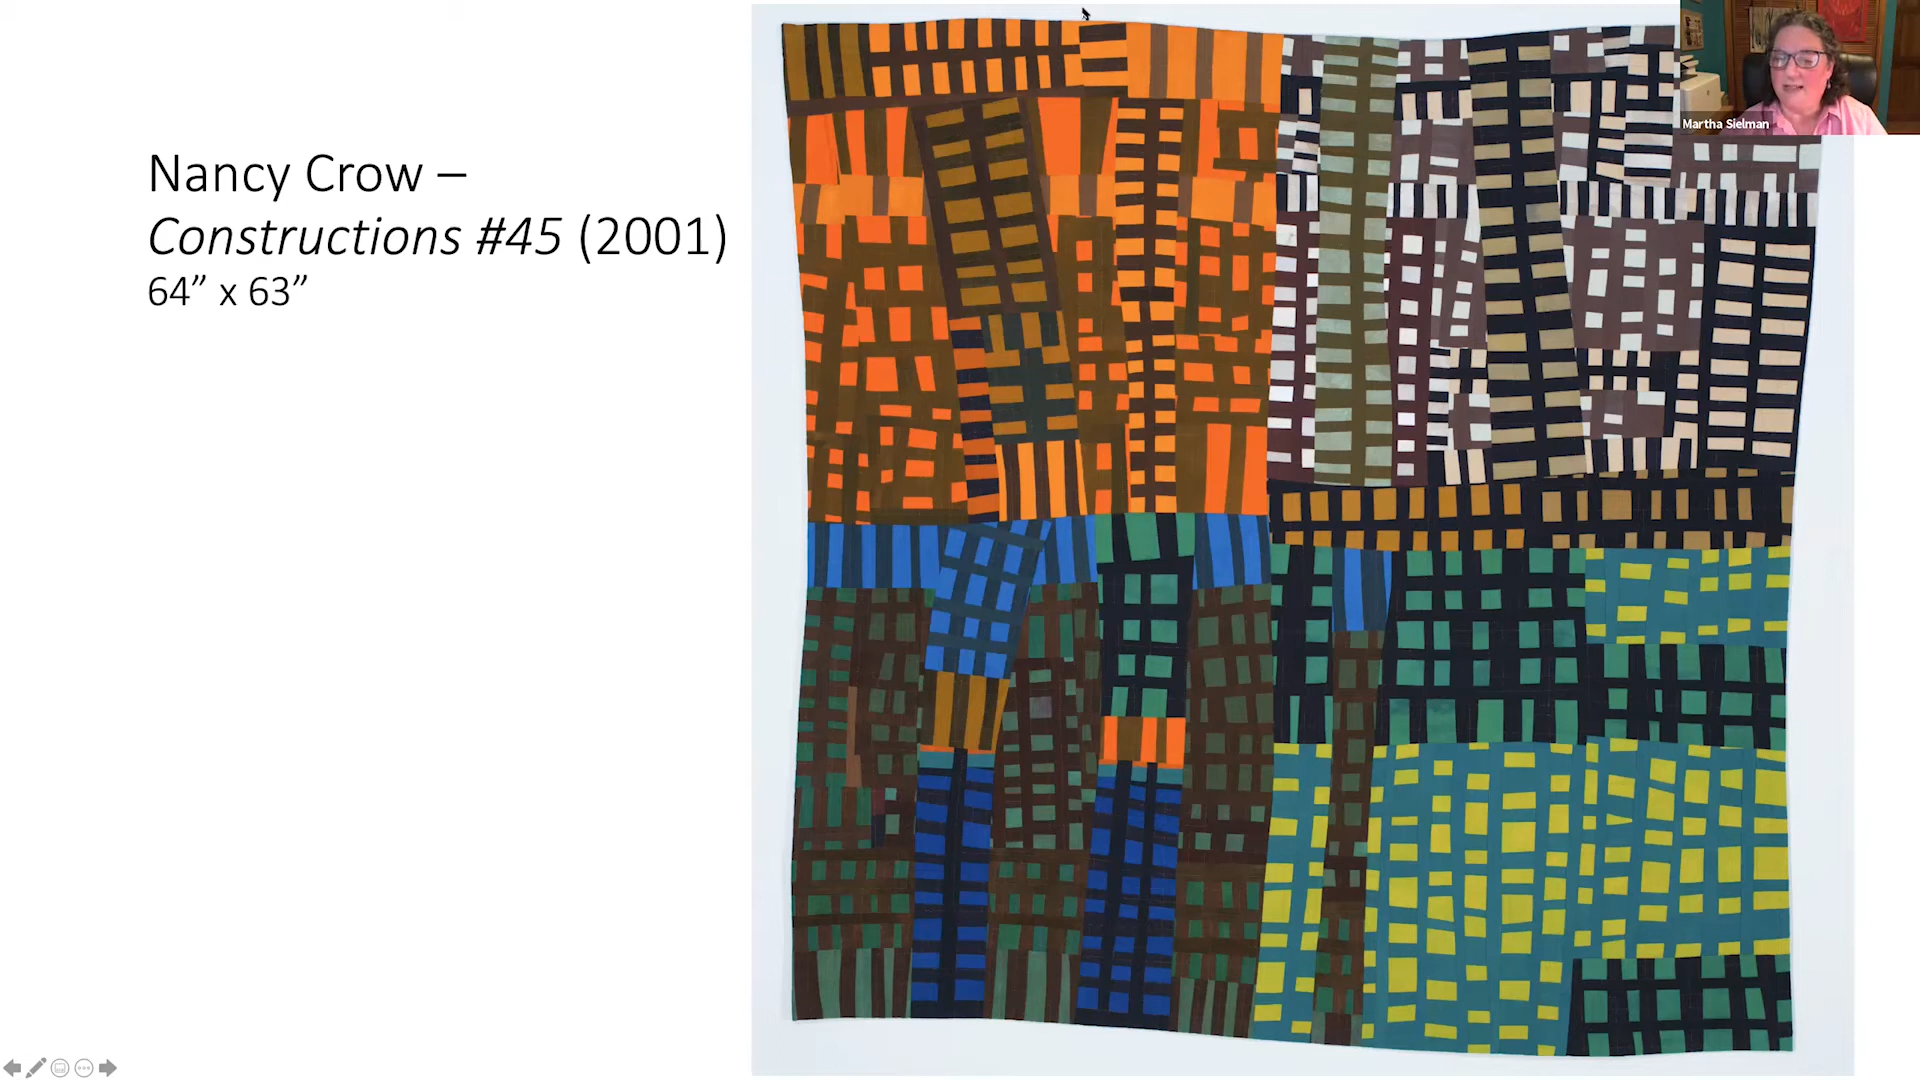 Nancy Crow –
Constructions #45 (2001)
64” x 63”
Martha Sielman